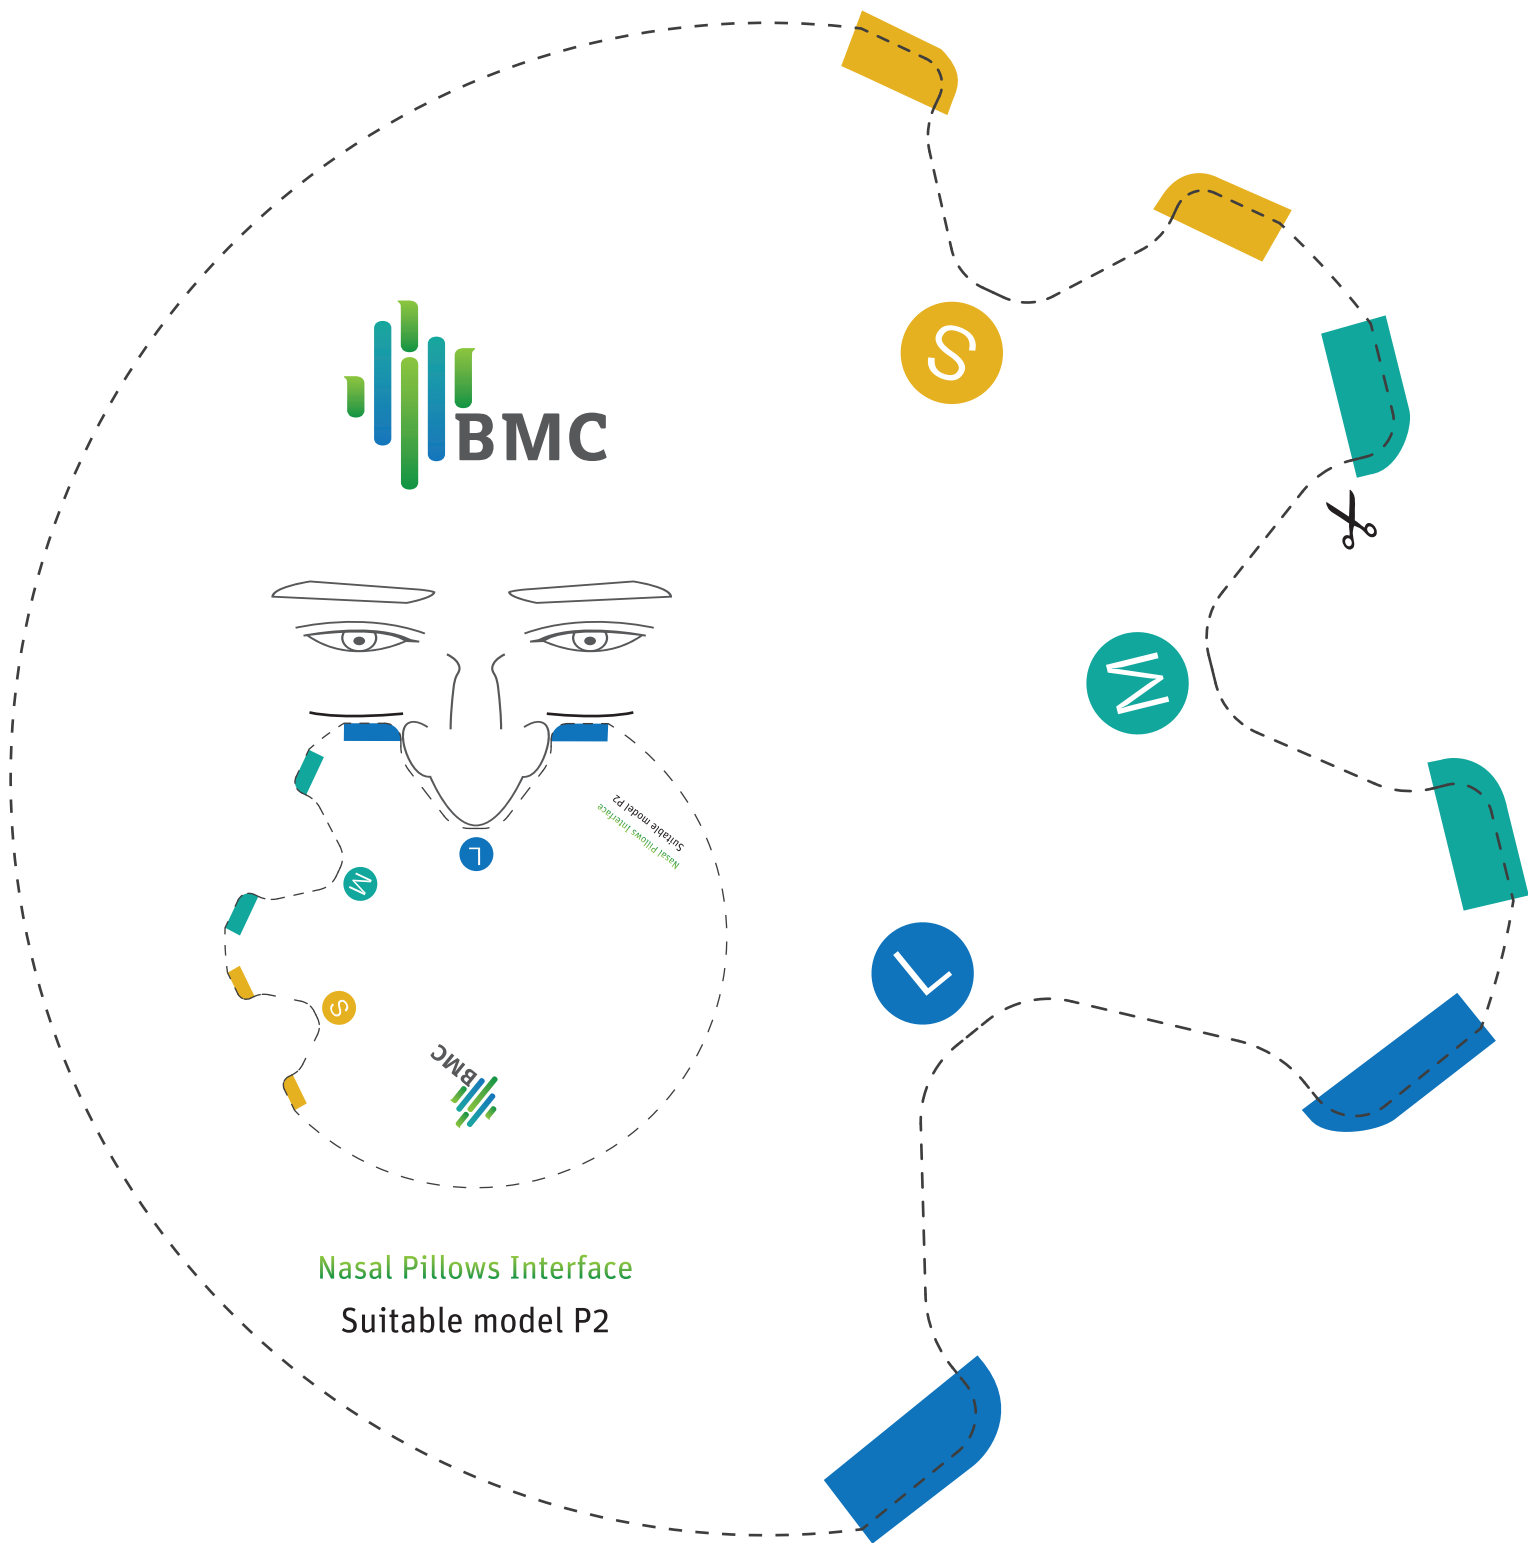 S
BMC
M
Suitable model P2
Nasal Pillows Interface
L
M
L
S
BMC
Nasal Pillows Interface
Suitable model P2